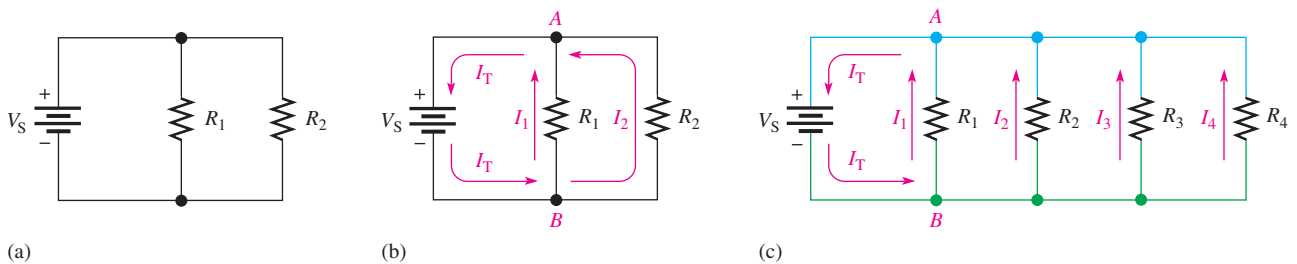 +
V_S
−
R_1
R_2
(a)
A
I_T
+
V_S
−
I_1
R_1
I_2
R_2
I_T
B
(b)
A
I_T
+
V_S
−
I_1
R_1
I_2
R_2
I_3
R_3
I_4
R_4
I_T
B
(c)